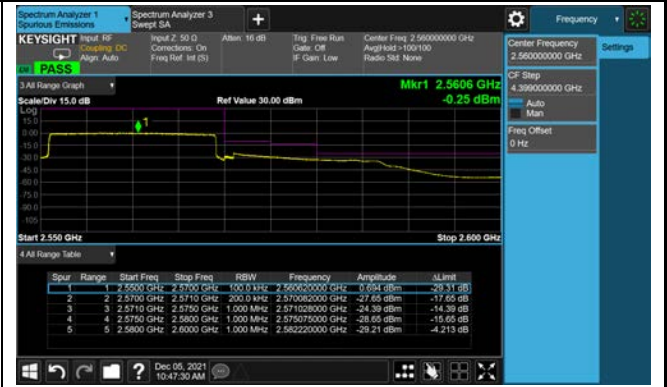 Spectrum Analyzer 1
Spurious Emissions
Spectrum Analyzer 3
Swept SA
+
Frequency
KEYSIGHT
Input: RF
Coupling: DC
Align: Auto
Input Z: 50 Ω
Corrections: On
Freq Ref: Int (S)
Atten: 16 dB
Trig: Free Run
Gate: Off
IF Gain: Low
Center Freq: 2.560000000 GHz
Avg|Hold:>100/100
Radio Std: None
PASS
Center Frequency
2.560000000 GHz
Settings
CF Step
4.399000000 GHz
Auto
Man
Freq Offset
0 Hz
3 All Range Graph
Mkr1 2.5606 GHz
-0.25 dBm
Scale/Div 15.0 dB
Ref Value 30.00 dBm
Log
15.0
0.00
-15.0
-30.0
-45.0
-60.0
-75.0
-90.0
-105
1
Start 2.550 GHz
Stop 2.600 GHz
4 All Range Table
Spur Range Start Freq Stop Freq RBW Frequency Amplitude ΔLimit
1 1 2.5500 GHz 2.5700 GHz 100.0 kHz 2.560620000 GHz 0.694 dBm -29.31 dB
2 2 2.5700 GHz 2.5710 GHz 200.0 kHz 2.570082000 GHz -27.65 dBm -17.65 dB
3 3 2.5710 GHz 2.5750 GHz 1.000 MHz 2.571028000 GHz -24.39 dBm -14.39 dB
4 4 2.5750 GHz 2.5800 GHz 1.000 MHz 2.575075000 GHz -28.65 dBm -15.65 dB
5 5 2.5800 GHz 2.6000 GHz 1.000 MHz 2.582220000 GHz -29.21 dBm -4.213 dB
?
Dec 05, 2021
10:47:30 AM